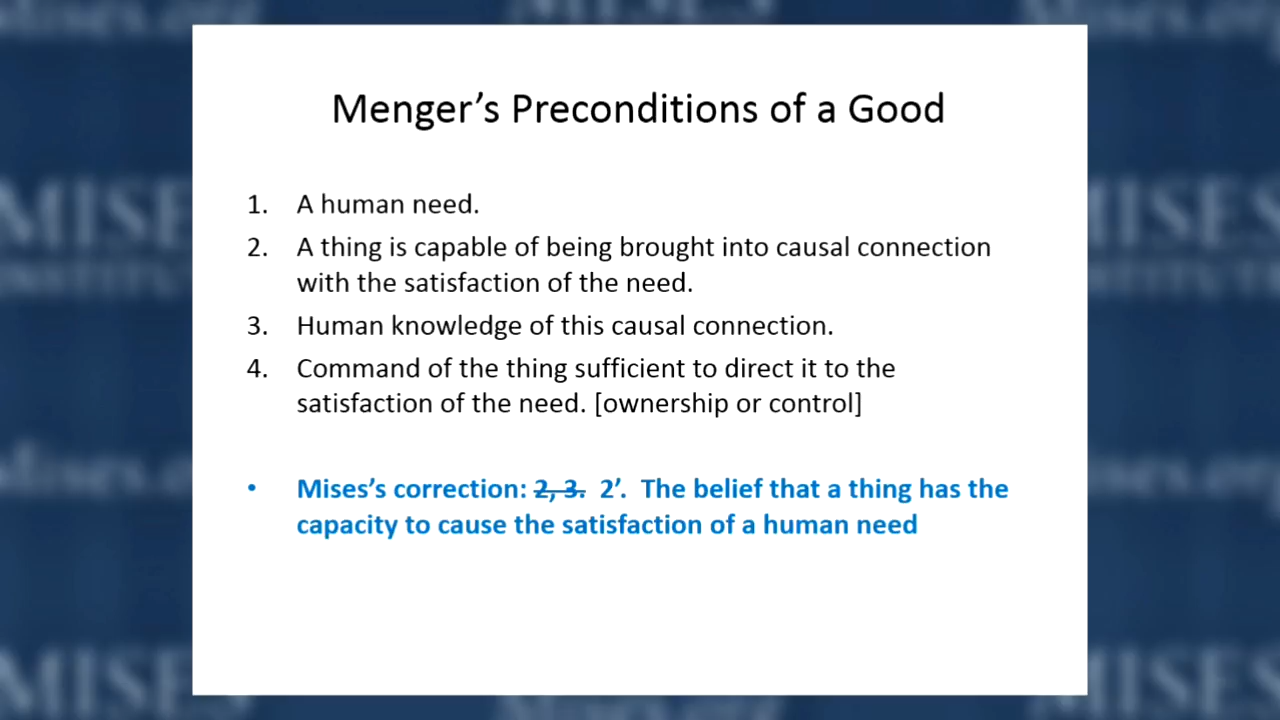 Menger’s Preconditions of a Good
1. A human need.
2. A thing is capable of being brought into causal connection
with the satisfaction of the need.
3. Human knowledge of this causal connection.
4. Command of the thing sufficient to direct it to the
satisfaction of the need. [ownership or control]
• Mises’s correction: 2, 3. 2’. The belief that a thing has the
capacity to cause the satisfaction of a human need